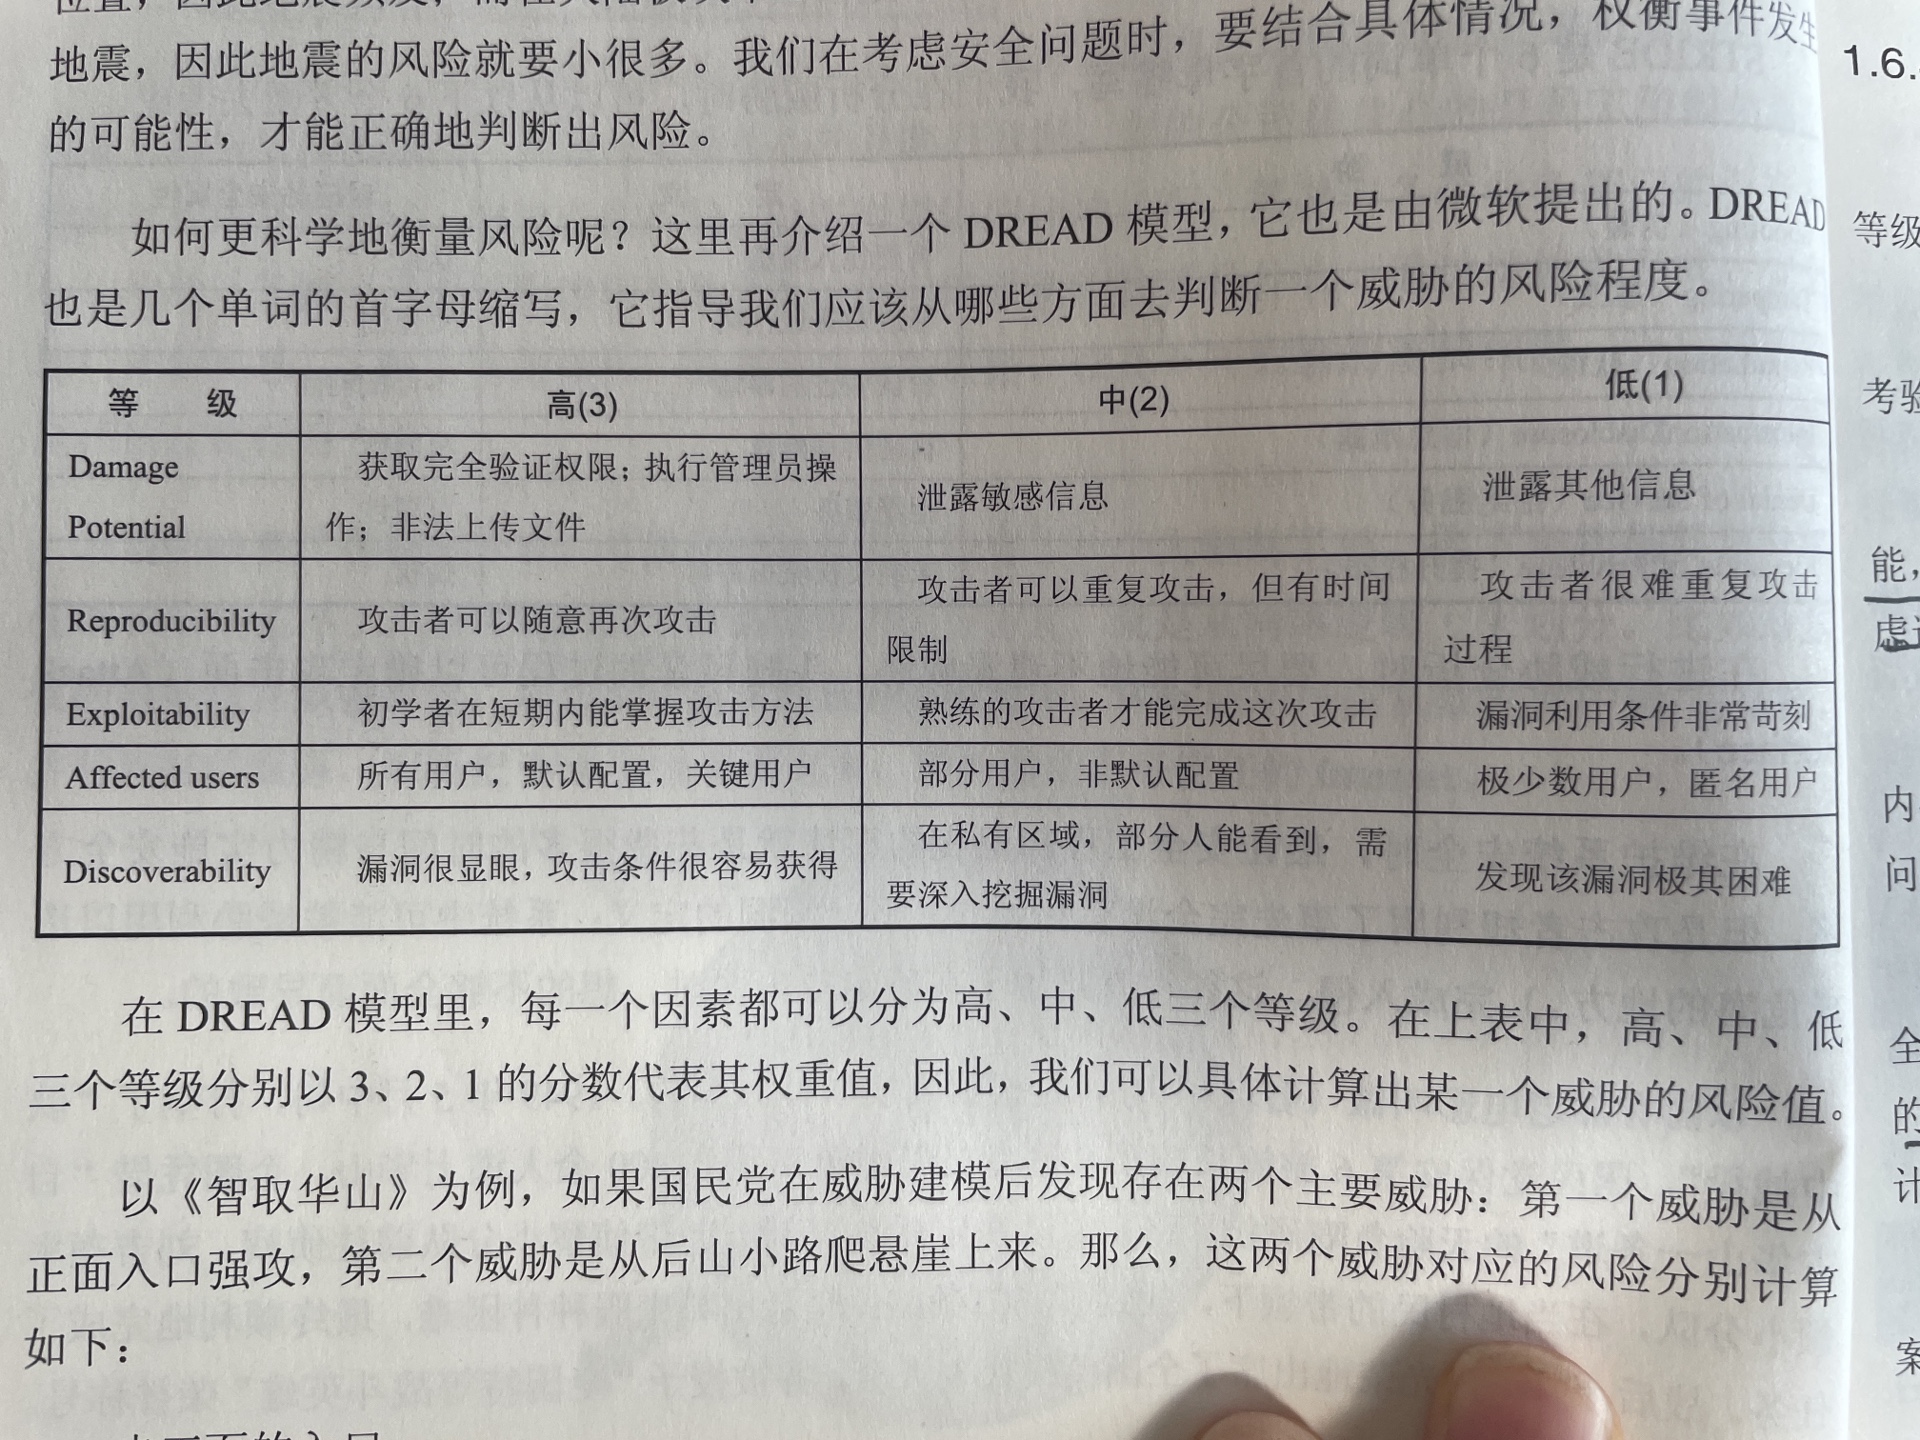 地震，因此地震的风险就要小很多。我们在考虑安全问题时，要结合具体情况，权衡事件发生
的可能性，才能正确地判断出风险。
如何更科学地衡量风险呢？这里再介绍一个 DREAD 模型，它也是由微软提出的。DREAD
也是几个单词的首字母缩写，它指导我们应该从哪些方面去判断一个威胁的风险程度。
等 级 高(3) 中(2) 低(1)
Damage
Potential
获取完全验证权限；执行管理员操
作；非法上传文件
泄露敏感信息
泄露其他信息
Reproducibility
攻击者可以随意再次攻击
攻击者可以重复攻击，但有时间
限制
攻击者很难重复攻击
过程
Exploitability 初学者在短期内能掌握攻击方法 熟练的攻击者才能完成这次攻击 漏洞利用条件非常苛刻
Affected users 所有用户，默认配置，关键用户 部分用户，非默认配置 极少数用户，匿名用户
Discoverability
漏洞很显眼，攻击条件很容易获得
在私有区域，部分人能看到，需
要深入挖掘漏洞
发现该漏洞极其困难
在 DREAD 模型里，每一个因素都可以分为高、中、低三个等级。在上表中，高、中、低
三个等级分别以 3、2、1 的分数代表其权重值，因此，我们可以具体计算出某一个威胁的风险值。
以《智取华山》为例，如果国民党在威胁建模后发现存在两个主要威胁：第一个威胁是从
正面入口强攻，第二个威胁是从后山小路爬悬崖上来。那么，这两个威胁对应的风险分别计算
如下：
1.6.
等级
考验
能，
虑
内
问
全
的
计
案